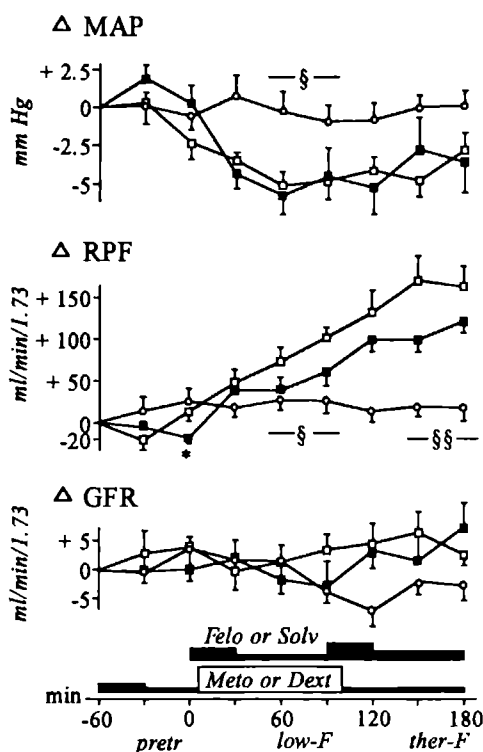 Δ MAP
+ 2.5
0
-2.5
-5
mm Hg
§
Δ RPF
+ 150
+ 100
+ 50
0
-20
ml/min/1.73
*
§
§§
Δ GFR
+ 5
0
-5
ml/min/1.73
Felo or Solv
Meto or Dext
min
-60 0 60 120 180
pretr low-F ther-F